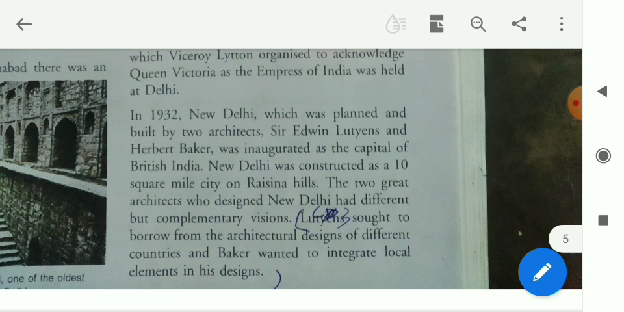 abad there was an
which Viceroy Lytton organised to acknowledge
Queen Victoria as the Empress of India was held
at Delhi.
In 1932, New Delhi, which was planned and
built by two architects, Sir Edwin Lutyens and
Herbert Baker, was inaugurated as the capital of
British India. New Delhi was constructed as a 10
square mile city on Raisina hills. The two great
architects who designed New Delhi had different
but complementary visions. Lutyens sought to
borrow from the architectural designs of different
countries and Baker wanted to integrate local
elements in his designs.
, one of the oldest
5